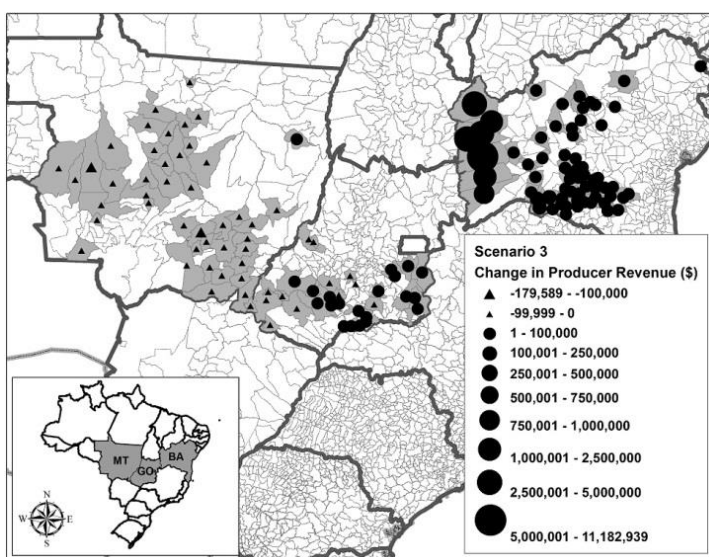 Scenario 3
Change in Producer Revenue ($)
-179,589 - -100,000
-99,999 - 0
1 - 100,000
100,001 - 250,000
250,001 - 500,000
500,001 - 750,000
750,001 - 1,000,000
1,000,001 - 2,500,000
2,500,001 - 5,000,000
5,000,001 - 11,182,939
MT
GO
BA
N
W
E
S